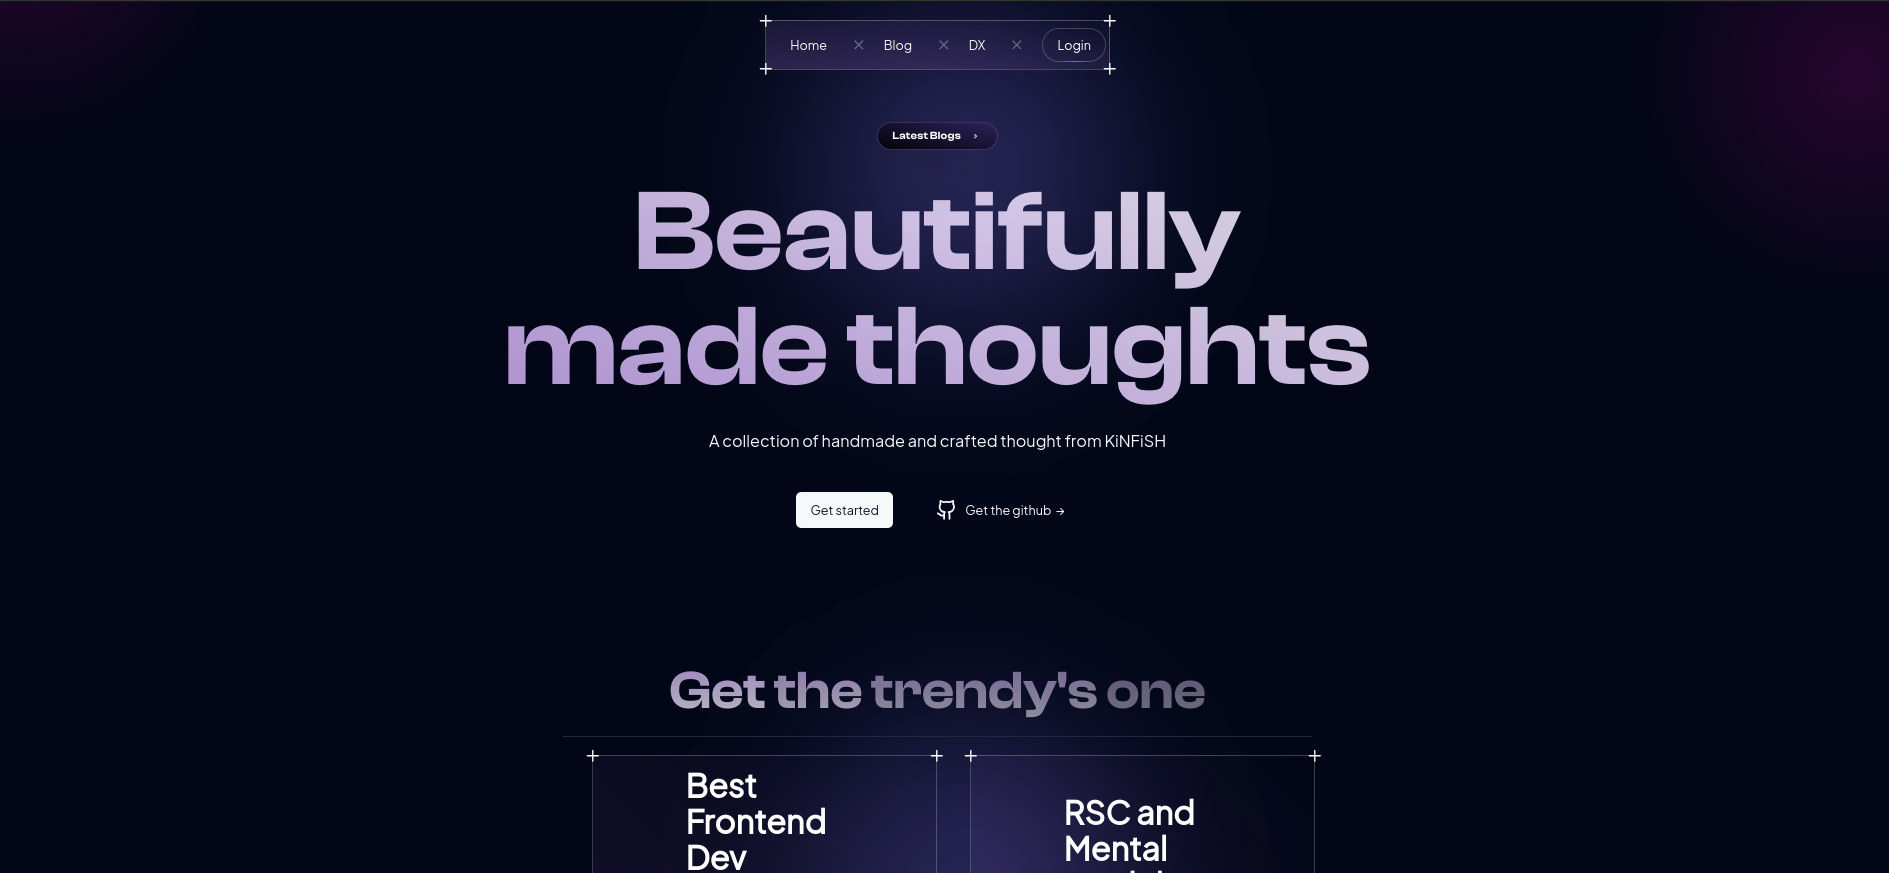 Home
Blog
DX
Login
Latest Blogs
Beautifully
made thoughts
A collection of handmade and crafted thought from KiNFiSH
Get started
Get the github →
Get the trendy's one
Best
Frontend
Dev
RSC and
Mental